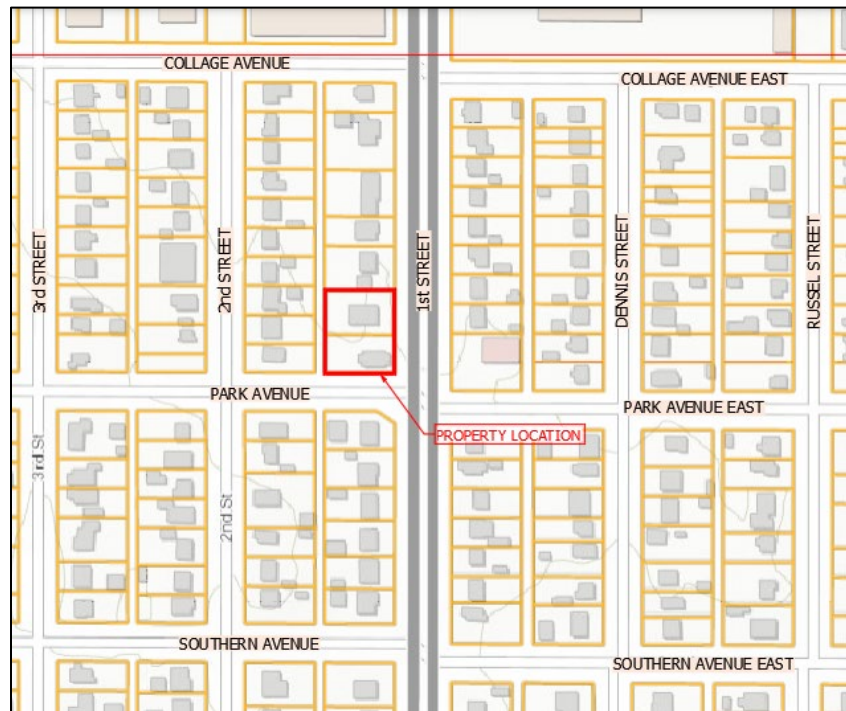 COLLAGE AVENUE
COLLAGE AVENUE EAST
3rd STREET
2nd STREET
1st STREET
DENNIS STREET
RUSSEL STREET
PARK AVENUE
PARK AVENUE EAST
PROPERTY LOCATION
3rd St
2nd St
SOUTHERN AVENUE
SOUTHERN AVENUE EAST